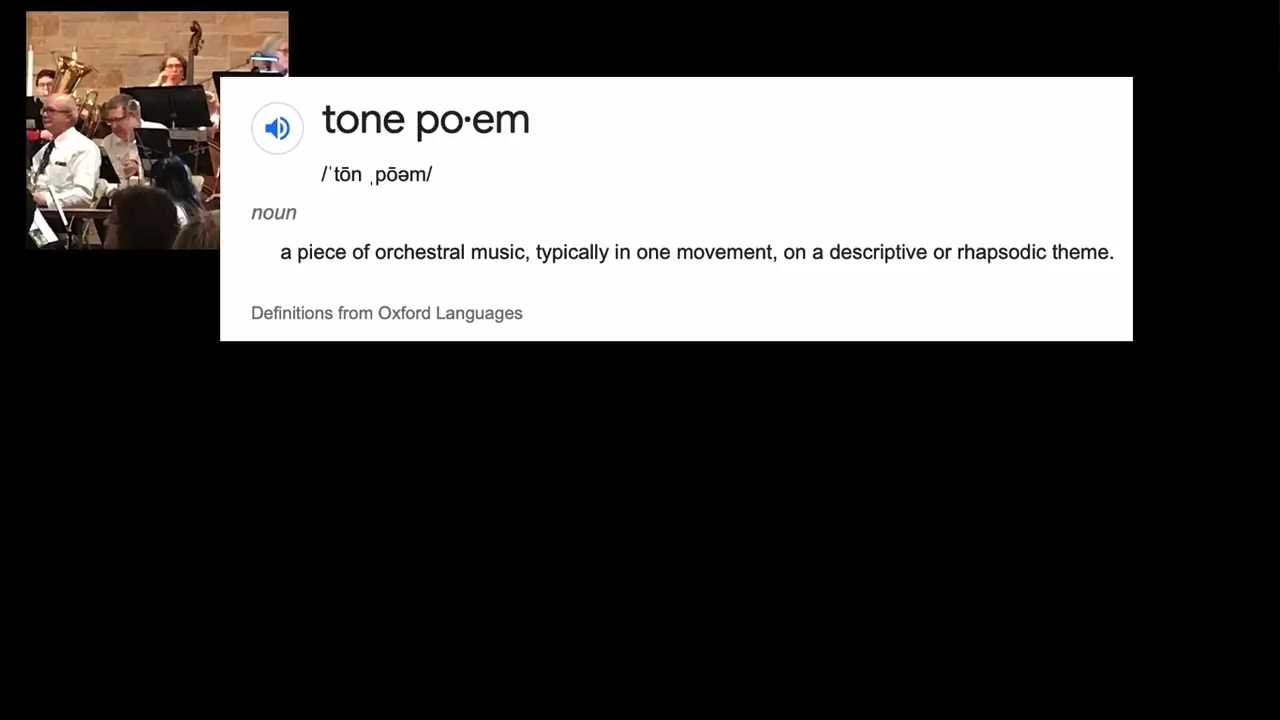 tone po·em
/ˈtōn ˌpōəm/
noun
a piece of orchestral music, typically in one movement, on a descriptive or rhapsodic theme.
Definitions from Oxford Languages